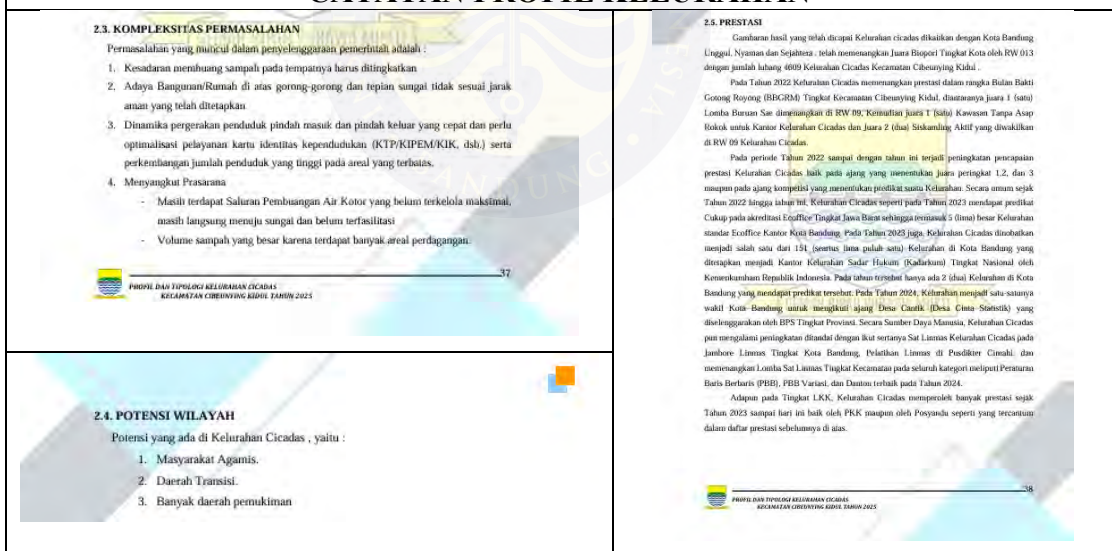 CATATAN PROFIL KELURAHAN
2.3. KOMPLEKSITAS PERMASALAHAN
Permasalahan yang muncul dalam penyelenggaraan pemerintah adalah :
1. Kesadaran membuang sampah pada tempatnya harus ditingkatkan
2. Adaya Bangunan/Rumah di atas gorong-gorong dan tepian sungai tidak sesuai jarak
aman yang telah ditetapkan
3. Dinamika pergerakan penduduk pindah masuk dan pindah keluar yang cepat dan perlu
optimalisasi pelayanan kartu identitas kependudukan (KTP/KIPEM/KIK, dsb.) serta
perkembangan jumlah penduduk yang tinggi pada areal yang terbatas.
4. Menyangkut Prasarana
- Masih terdapat Saluran Pembuangan Air Kotor yang belum terkelola maksimal,
masih langsung menuju sungai dan belum terfasilitasi
- Volume sampah yang besar karena terdapat banyak areal perdagangan.
37
PROFIL DAN TIPOLOGI KELURAHAN CICADAS
KECAMATAN CIBEUNYING KIDUL TAHUN 2025
2.4. POTENSI WILAYAH
Potensi yang ada di Kelurahan Cicadas , yaitu :
1. Masyarakat Agamis.
2. Daerah Transisi.
3. Banyak daerah pemukiman
2.5. PRESTASI
Gambaran hasil yang telah dicapai Kelurahan cicadas dikaitkan dengan Kota Bandung
Unggul, Nyaman dan Sejahtera : telah memenangkan Juara Biopori Tingkat Kota oleh RW 013
dengan jumlah lubang 4609 Kelurahan Cicadas Kecamatan Cibeunying Kidul .
Pada Tahun 2022 Kelurahan Cicadas memenangkan prestasi dalam rangka Bulan Bakti
Gotong Royong (BBGRM) Tingkat Kecamatan Cibeunying Kidul, diantaranya juara 1 (satu)
Lomba Buruan Sae dimenangkan di RW 09, Kemudian juara 1 (satu) Kawasan Tanpa Asap
Rokok untuk Kantor Kelurahan Cicadas dan Juara 2 (dua) Siskamling Aktif yang diwakilkan
di RW 09 Kelurahan Cicadas.
Pada periode Tahun 2022 sampai dengan tahun ini terjadi peningkatan pencapaian
prestasi Kelurahan Cicadas baik pada ajang yang menentukan juara peringkat 1,2, dan 3
maupun pada ajang kompetisi yang menentukan predikat suatu Kelurahan. Secara umum sejak
Tahun 2022 hingga tahun ini, Kelurahan Cicadas seperti pada Tahun 2023 mendapat predikat
Cukup pada akreditasi Ecoffice Tingkat Jawa Barat sehingga termasuk 5 (lima) besar Kelurahan
standar Ecoffice Kantor Kota Bandung. Pada Tahun 2023 juga, Kelurahan Cicadas dinobatkan
menjadi salah satu dari 151 (seartus lima puluh satu) Kelurahan di Kota Bandung yang
diterapkan menjadi Kantor Kelurahan Sadar Hukum (Kadarkum) Tingkat Nasional oleh
Kemenkumham Republik Indonesia. Pada tahun tersebut hanya ada 2 (dua) Kelurahan di Kota
Bandung yang mendapat predikat tersebut. Pada Tahun 2024, Kelurahan menjadi satu-satunya
wakil Kota Bandung untuk mengikuti ajang Desa Cantik (Desa Cinta Statistik) yang
diselenggarakan oleh BPS Tingkat Provinsi. Secara Sumber Daya Manusia, Kelurahan Cicadas
pun mengalami peningkatan ditandai dengan ikut sertanya Sat Linmas Kelurahan Cicadas pada
Jambore Linmas Tingkat Kota Bandung, Pelatihan Linmas di Pusdikter Cimahi. dan
memenangkan Lomba Sat Linmas Tingkat Kecamatan pada seluruh kategori meliputi Peraturan
Baris Berbaris (PBB), PBB Variasi, dan Danton terbaik pada Tahun 2024.
Adapun pada Tingkat LKK, Kelurahan Cicadas memperoleh banyak prestasi sejak
Tahun 2023 sampai hari ini baik oleh PKK maupun oleh Posyandu seperti yang tercantum
dalam daftar prestasi sebelumnya di atas.
38
PROFIL DAN TIPOLOGI KELURAHAN CICADAS
KECAMATAN CIBEUNYING KIDUL TAHUN 2025